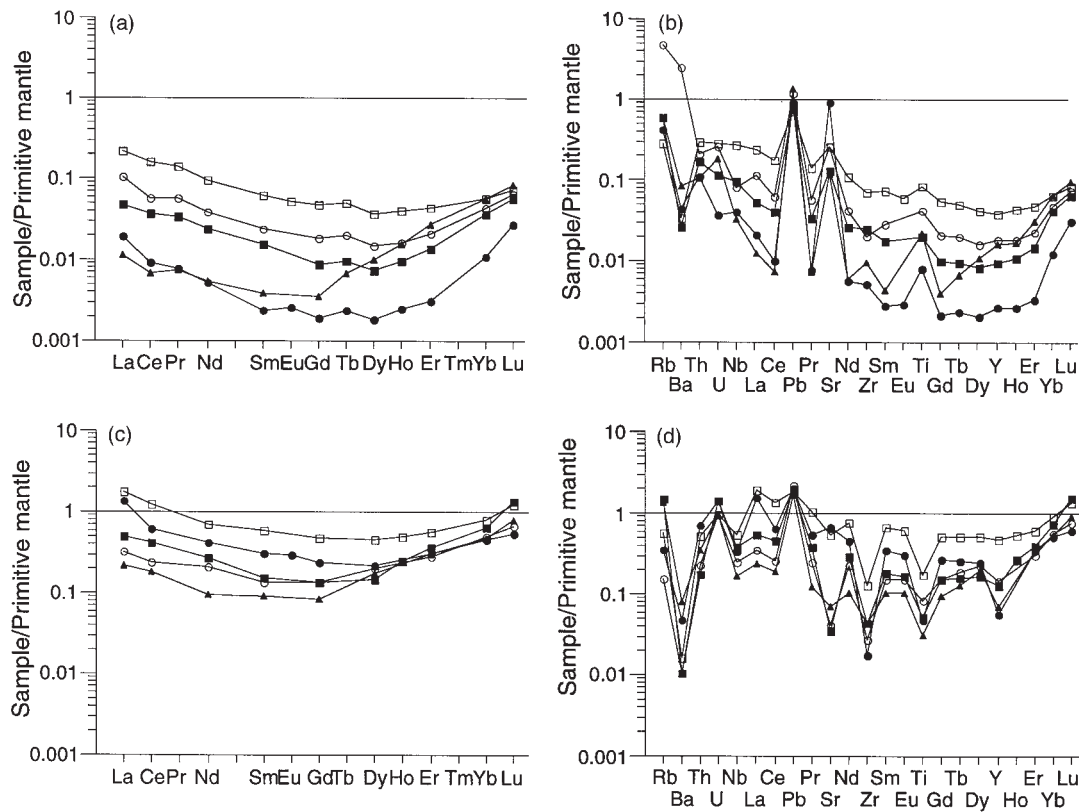 (a)
Sample/Primitive mantle
10
1
0.1
0.01
0.001
La Ce Pr Nd Sm Eu Gd Tb Dy Ho Er Tm Yb Lu
(b)
Sample/Primitive mantle
10
1
0.1
0.01
0.001
Rb Th Nb Ce Pr Nd Sm Ti Tb Y Er Lu
Ba U La Pb Sr Zr Eu Gd Dy Ho Yb
(c)
Sample/Primitive mantle
10
1
0.1
0.01
0.001
La Ce Pr Nd Sm Eu Gd Tb Dy Ho Er Tm Yb Lu
(d)
Sample/Primitive mantle
10
1
0.1
0.01
0.001
Rb Th Nb Ce Pr Nd Sm Ti Tb Y Er Lu
Ba U La Pb Sr Zr Eu Gd Dy Ho Yb